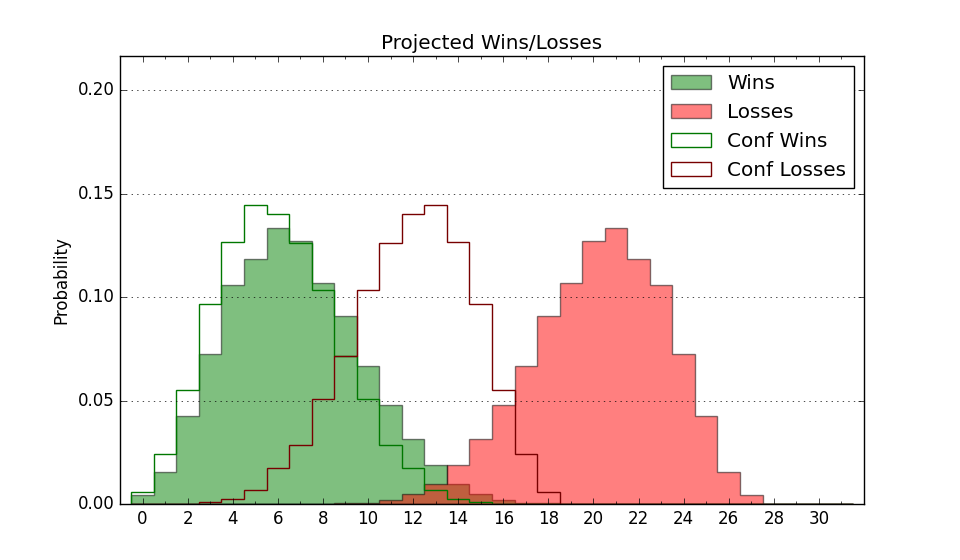 Projected Wins/Losses
Wins
Losses
Conf Wins
Conf Losses
Probability
0.20
0.15
0.10
0.05
0.00
0 2 4 6 8 10 12 14 16 18 20 22 24 26 28 30